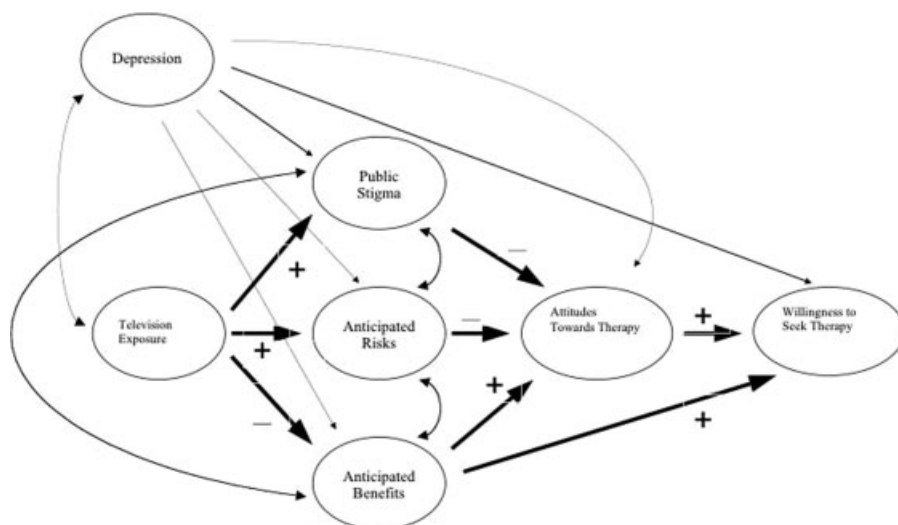 Depression
Public
Stigma
—
+
Television
Exposure
+
Anticipated
Risks
—
Attitudes
Towards Therapy
+
Willingness to
Seek Therapy
—
+
+
Anticipated
Benefits